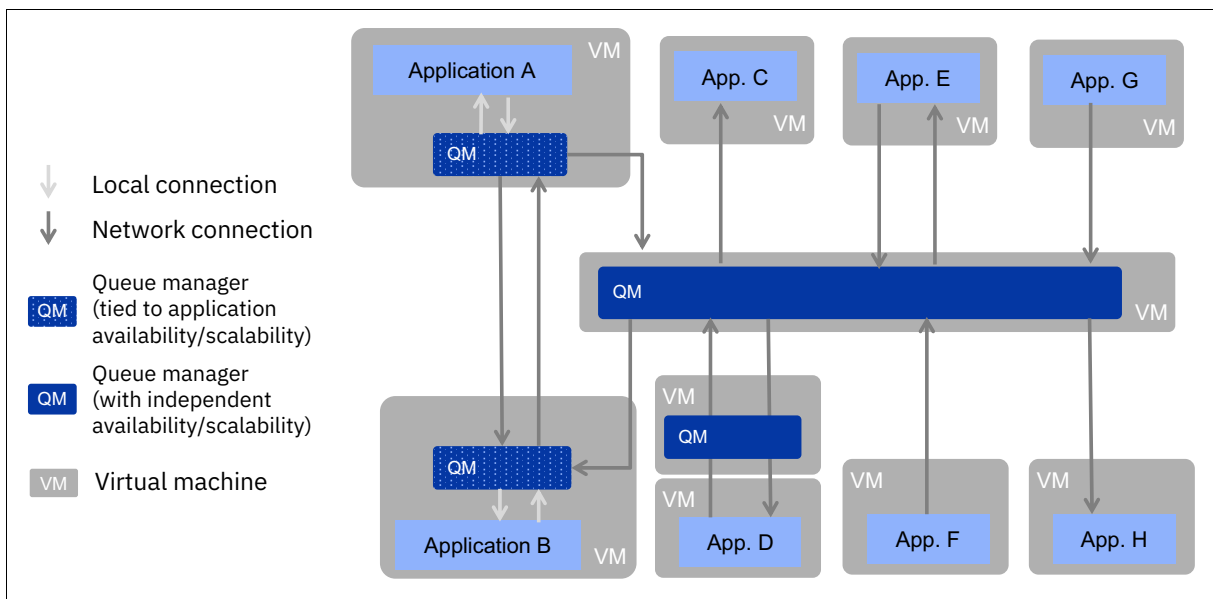 Application A
VM
QM
App. C
VM
App. E
VM
App. G
VM
Local connection
Network connection
QM
Queue manager
(tied to application
availability/scalability)
QM
Queue manager
(with independent
availability/scalability)
VM
Virtual machine
QM
VM
VM
QM
VM
App. D
QM
Application B
VM
VM
App. F
VM
App. H